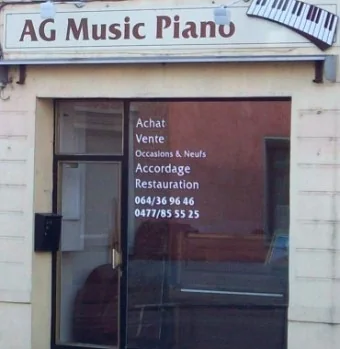 AG Music Piano
Achat
Vente
Occasions & Neufs
Accordage
Restauration
064/36 96 46
0477/85 55 25